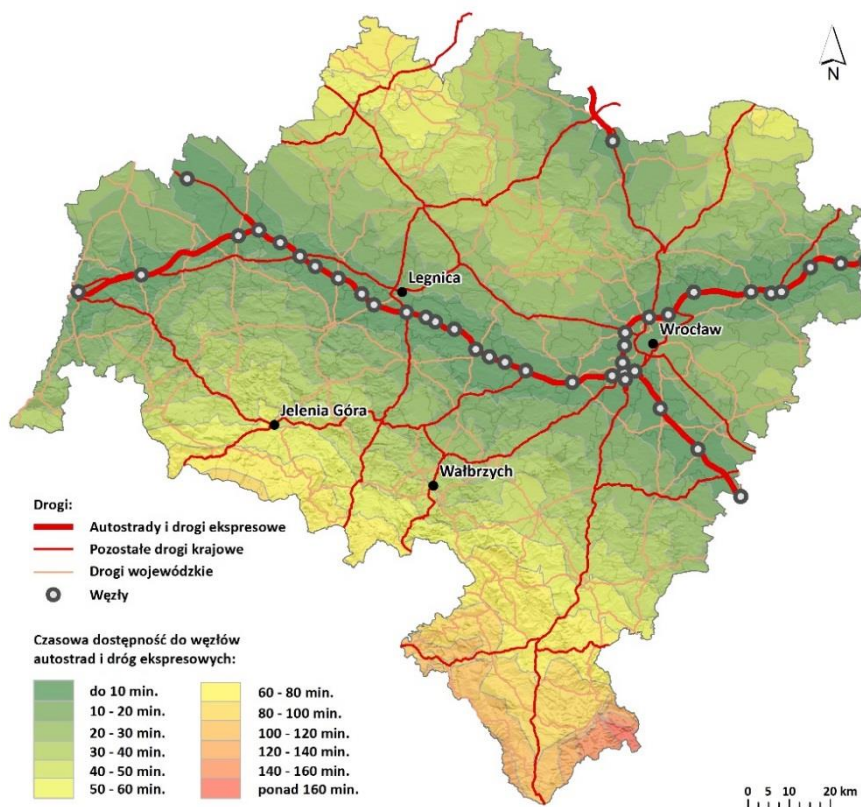 N
Legnica
Wrocław
Jelenia Góra
Wałbrzych
Drogi:
Autostrady i drogi ekspresowe
Pozostałe drogi krajowe
Drogi wojewódzkie
Węzły
Czasowa dostępność do węzłów
autostrad i dróg ekspresowych:
do 10 min.
10 - 20 min.
20 - 30 min.
30 - 40 min.
40 - 50 min.
50 - 60 min.
60 - 80 min.
80 - 100 min.
100 - 120 min.
120 - 140 min.
140 - 160 min.
ponad 160 min.
0 5 10 20 km